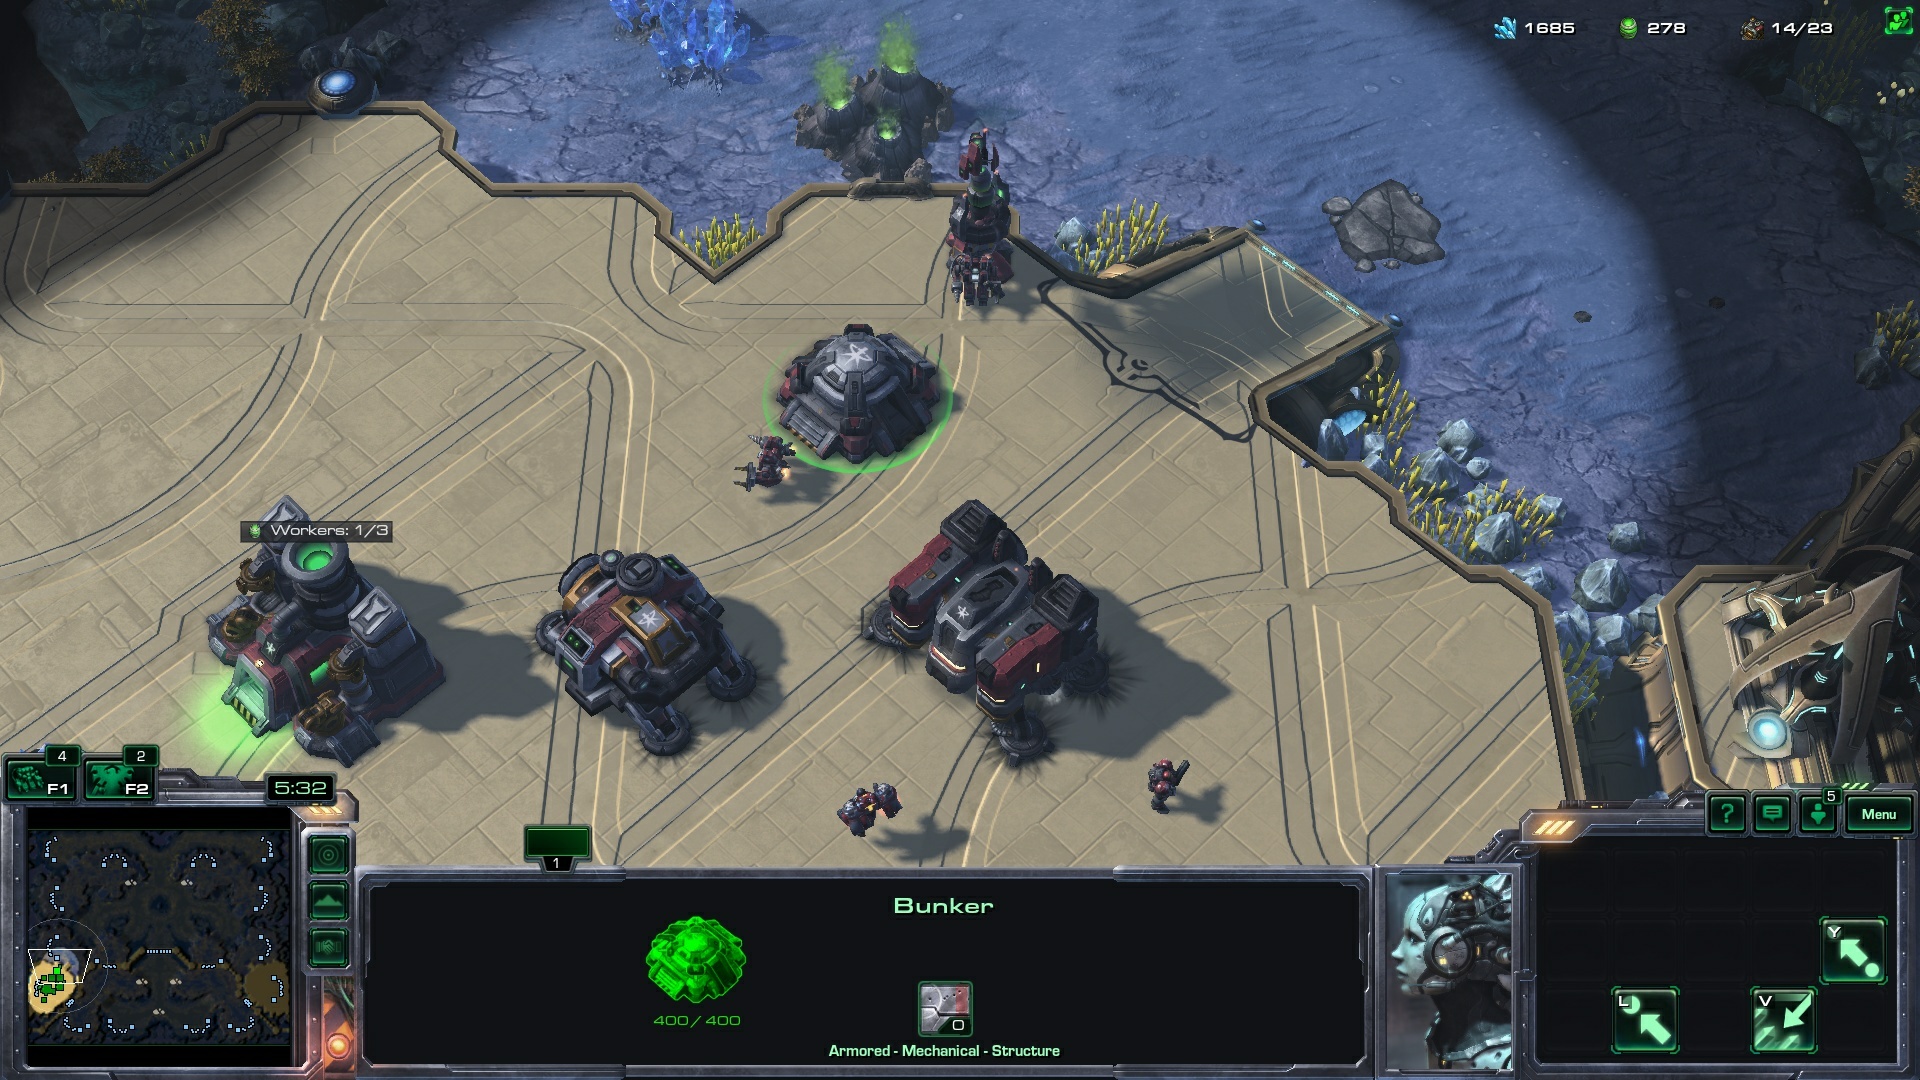 1685 278 14/23
Workers: 1/3
4 2
F1 F2
5:32
5
? Menu
1
Bunker
Y
400/400
O
L V
Armored - Mechanical - Structure